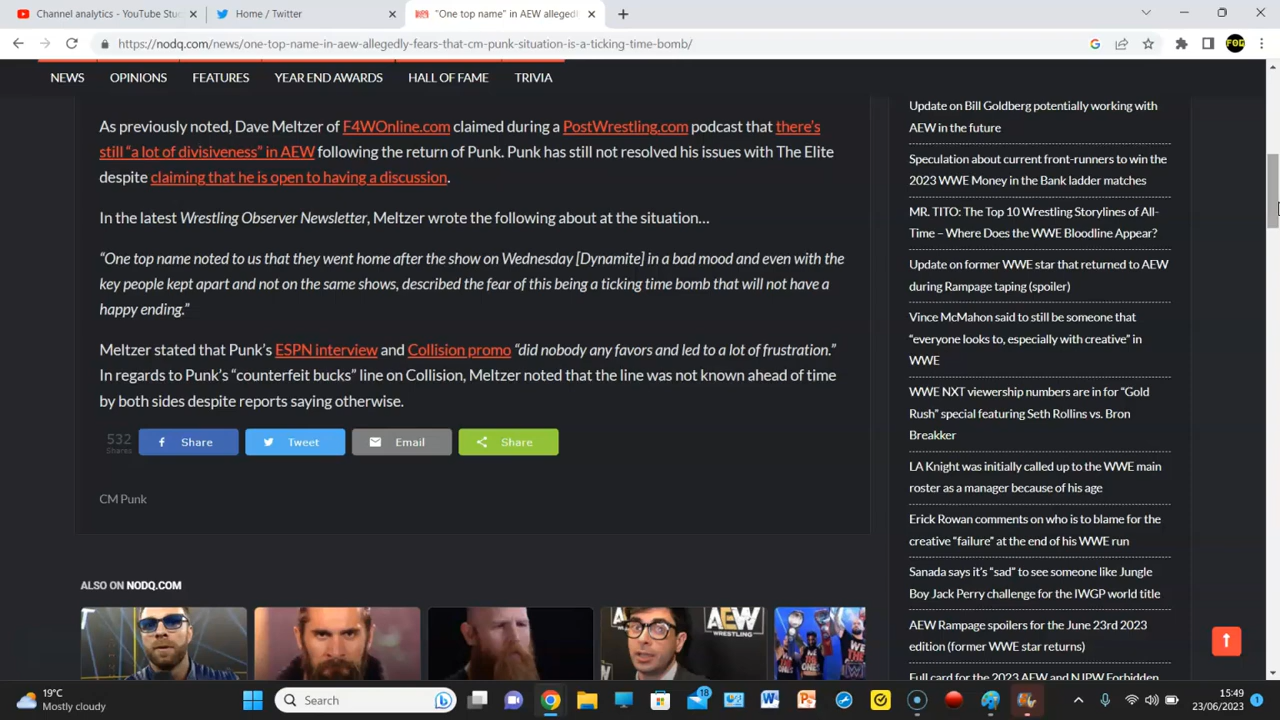 Channel analytics - YouTube Stu
Home / Twitter
"One top name" in AEW allegedl
https://nodq.com/news/one-top-name-in-aew-allegedly-fears-that-cm-punk-situation-is-a-ticking-time-bomb/
NEWS OPINIONS FEATURES YEAR END AWARDS HALL OF FAME TRIVIA
As previously noted, Dave Meltzer of F4WOnline.com claimed during a PostWrestling.com podcast that there's
still “a lot of divisiveness” in AEW following the return of Punk. Punk has still not resolved his issues with The Elite
despite claiming that he is open to having a discussion.
In the latest Wrestling Observer Newsletter, Meltzer wrote the following about at the situation…
“One top name noted to us that they went home after the show on Wednesday [Dynamite] in a bad mood and even with the
key people kept apart and not on the same shows, described the fear of this being a ticking time bomb that will not have a
happy ending.”
Meltzer stated that Punk’s ESPN interview and Collision promo “did nobody any favors and led to a lot of frustration.”
In regards to Punk’s “counterfeit bucks” line on Collision, Meltzer noted that the line was not known ahead of time
by both sides despite reports saying otherwise.
532
Shares
Share
Tweet
Email
Share
CM Punk
ALSO ON NODQ.COM
AEW
WRESTLING
Update on Bill Goldberg potentially working with
AEW in the future
Speculation about current front-runners to win the
2023 WWE Money in the Bank ladder matches
MR. TITO: The Top 10 Wrestling Storylines of All-
Time – Where Does the WWE Bloodline Appear?
Update on former WWE star that returned to AEW
during Rampage taping (spoiler)
Vince McMahon said to still be someone that
“everyone looks to, especially with creative” in
WWE
WWE NXT viewership numbers are in for “Gold
Rush” special featuring Seth Rollins vs. Bron
Breakker
LA Knight was initially called up to the WWE main
roster as a manager because of his age
Erick Rowan comments on who is to blame for the
creative “failure” at the end of his WWE run
Sanada says it’s “sad” to see someone like Jungle
Boy Jack Perry challenge for the IWGP world title
AEW Rampage spoilers for the June 23rd 2023
edition (former WWE star returns)
Full card for the 2023 AEW and NJPW Forbidden
19°C
Mostly cloudy
Search
18
15:49
23/06/2023
1